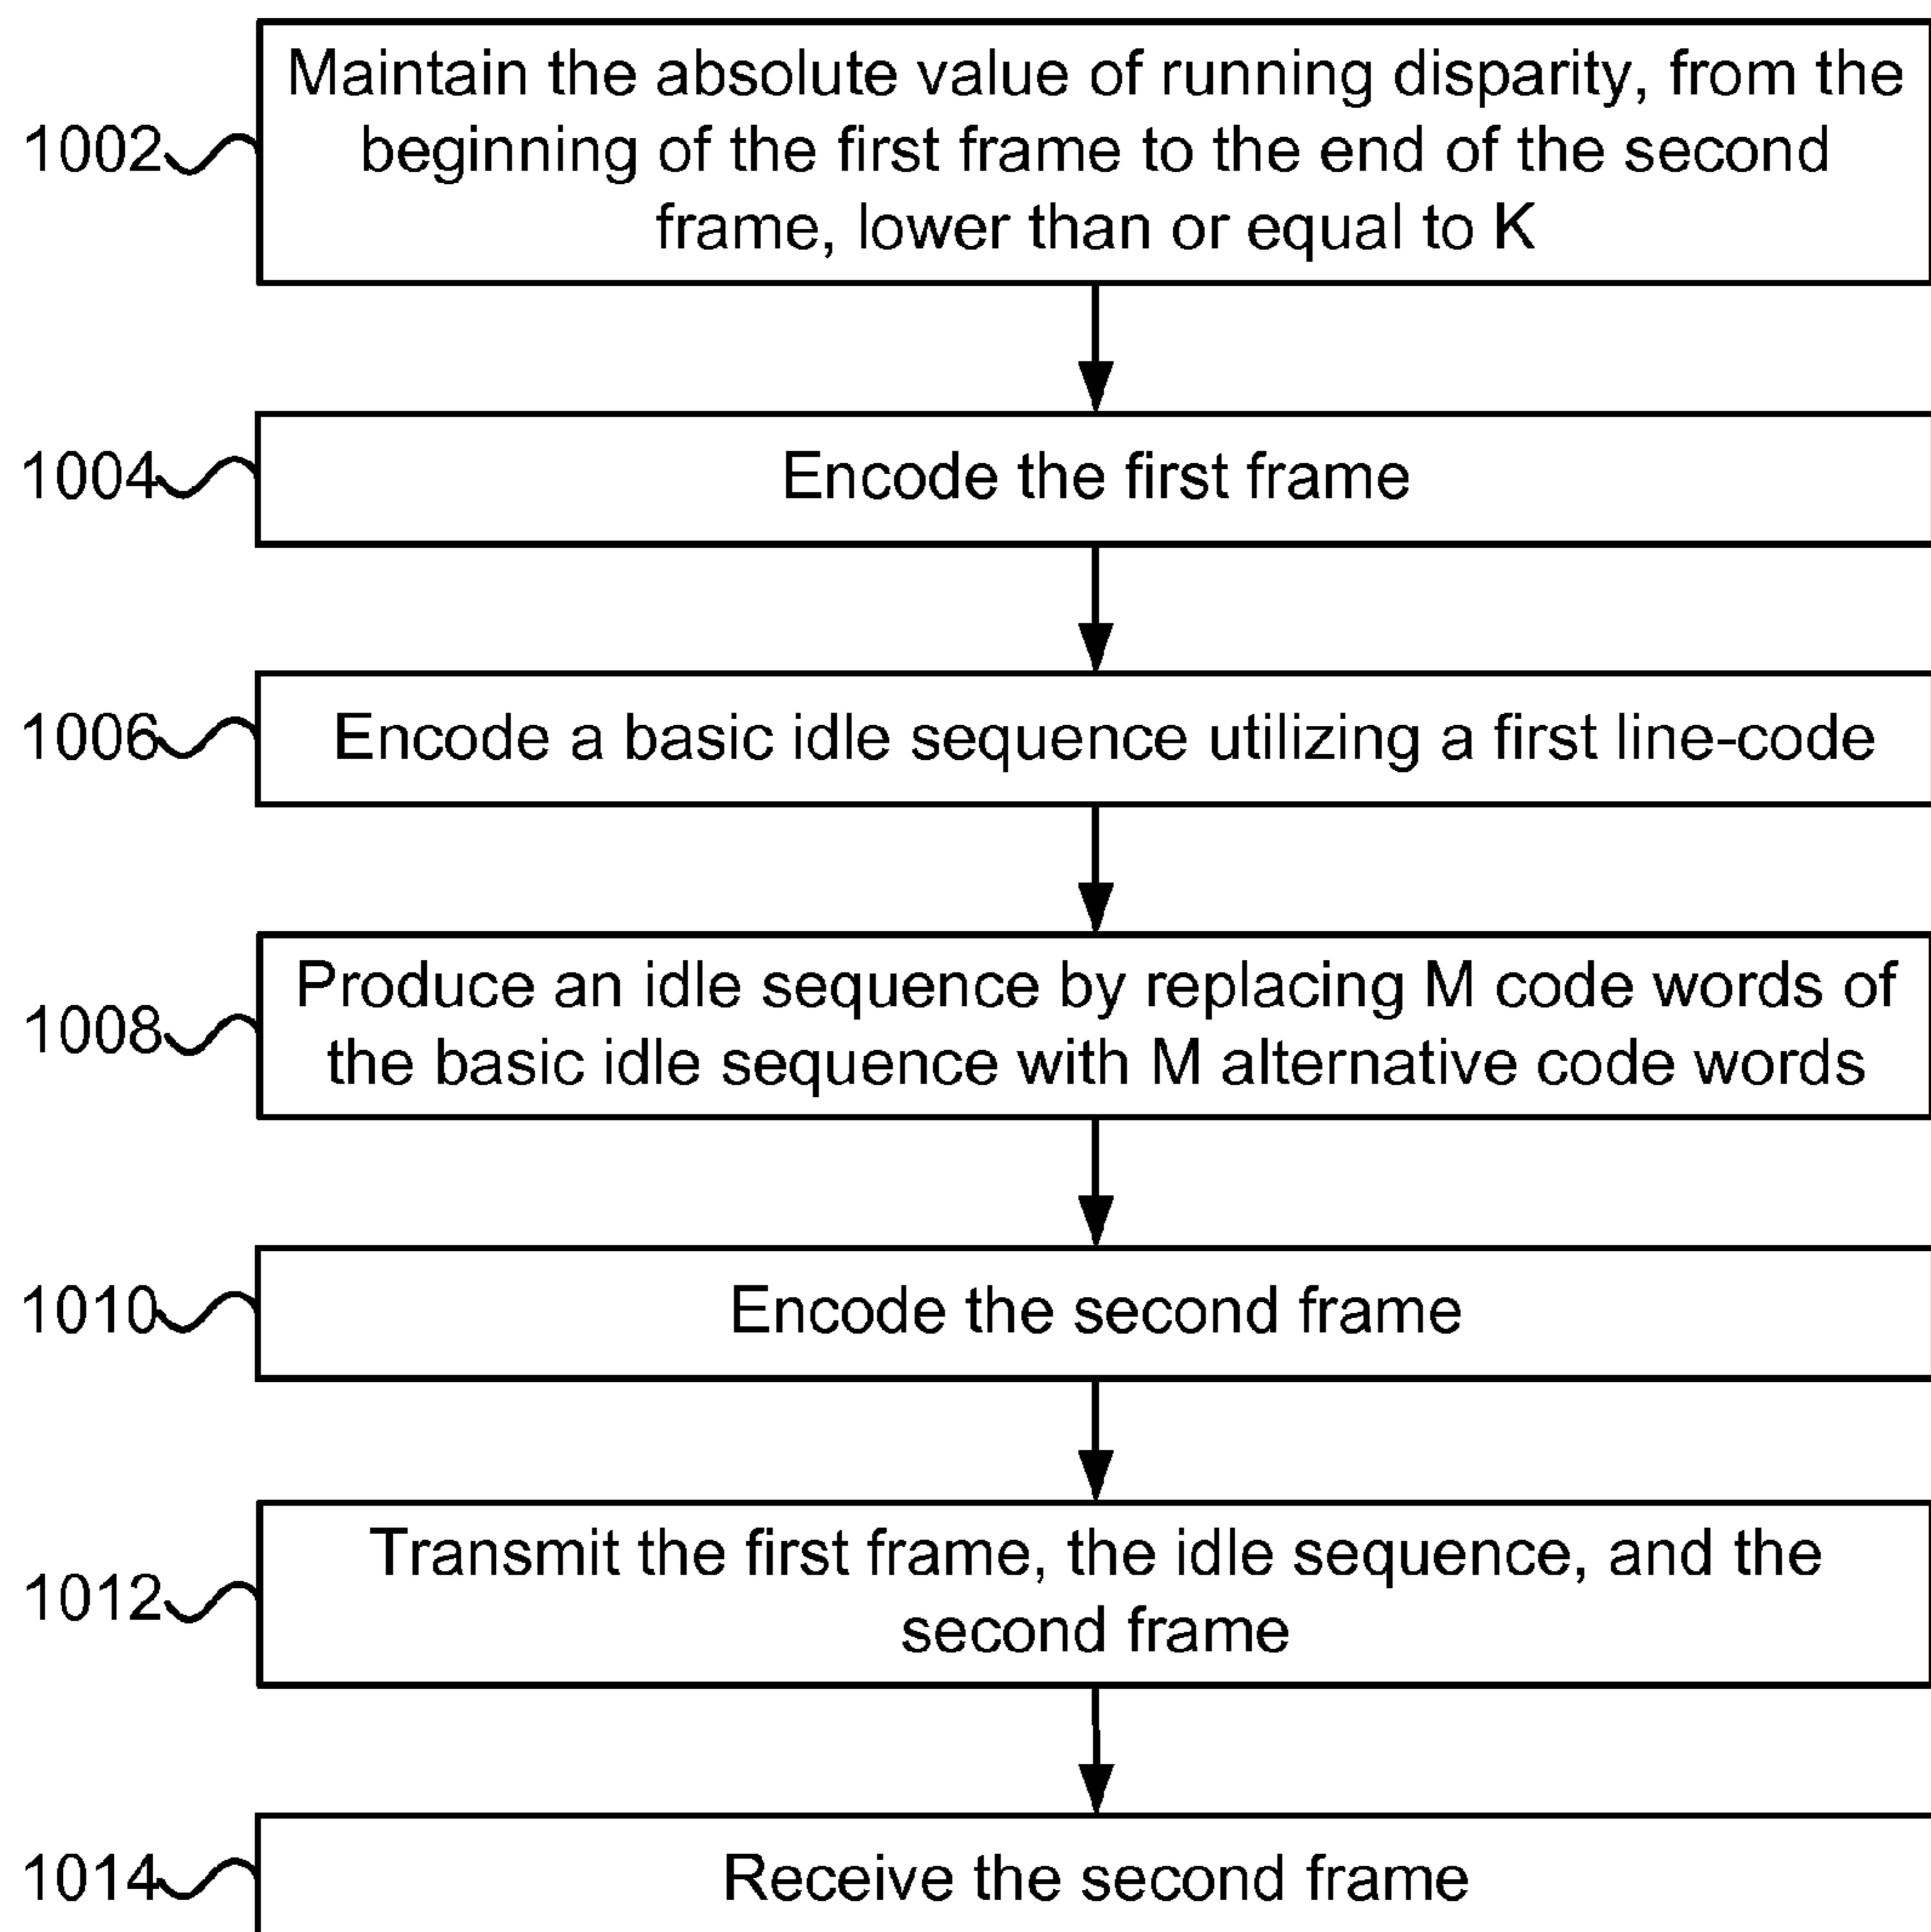 Maintain the absolute value of running disparity, from the
1002 beginning of the first frame to the end of the second
frame, lower than or equal to K
1004 Encode the first frame
1006 Encode a basic idle sequence utilizing a first line-code
Produce an idle sequence by replacing M code words of
1008 the basic idle sequence with M alternative code words
1010 Encode the second frame
Transmit the first frame, the idle sequence, and the
1012 second frame
1014 Receive the second frame